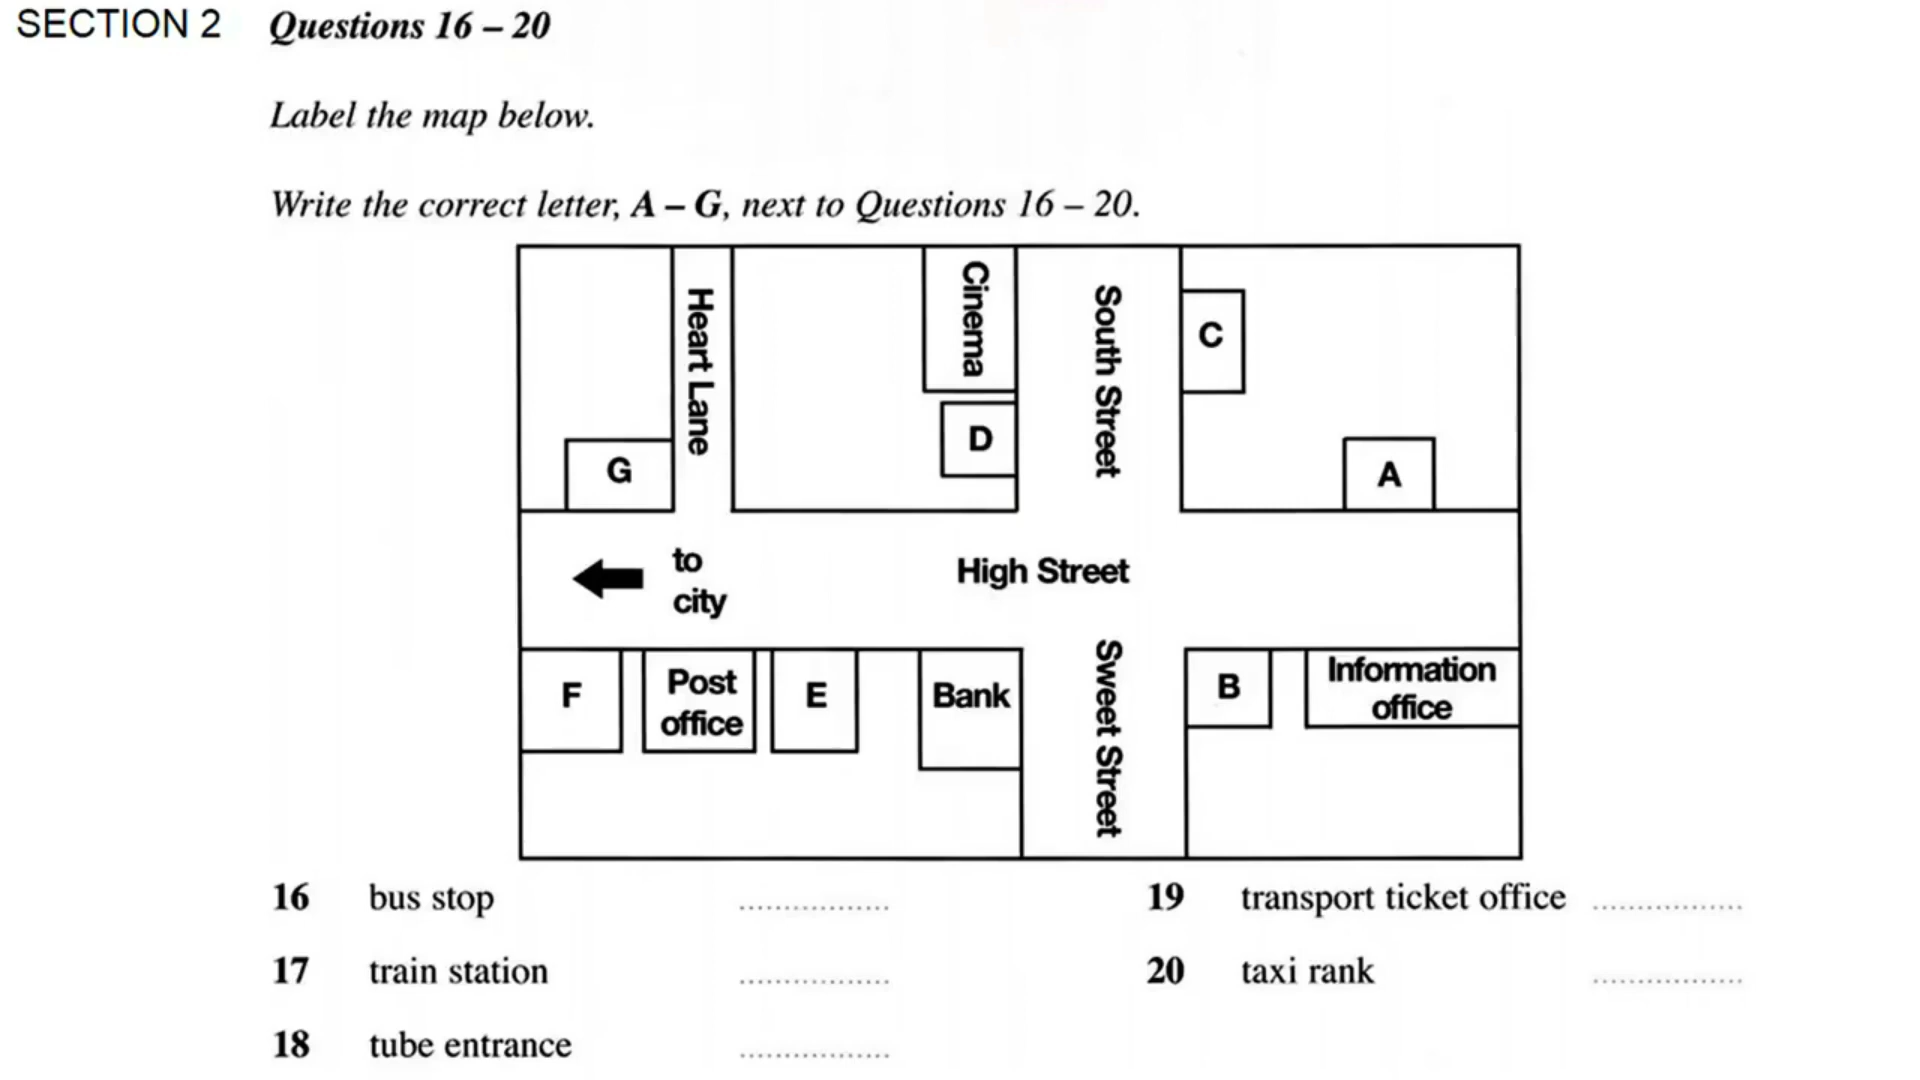 SECTION 2 Questions 16 – 20
Label the map below.
Write the correct letter, A – G, next to Questions 16 – 20.
Heart Lane
Cinema
South Street
C
G
D
A
to
city
High Street
F
Post
office
E
Bank
Sweet Street
B
Information
office
16 bus stop ................
17 train station ................
18 tube entrance ................
19 transport ticket office ................
20 taxi rank ................